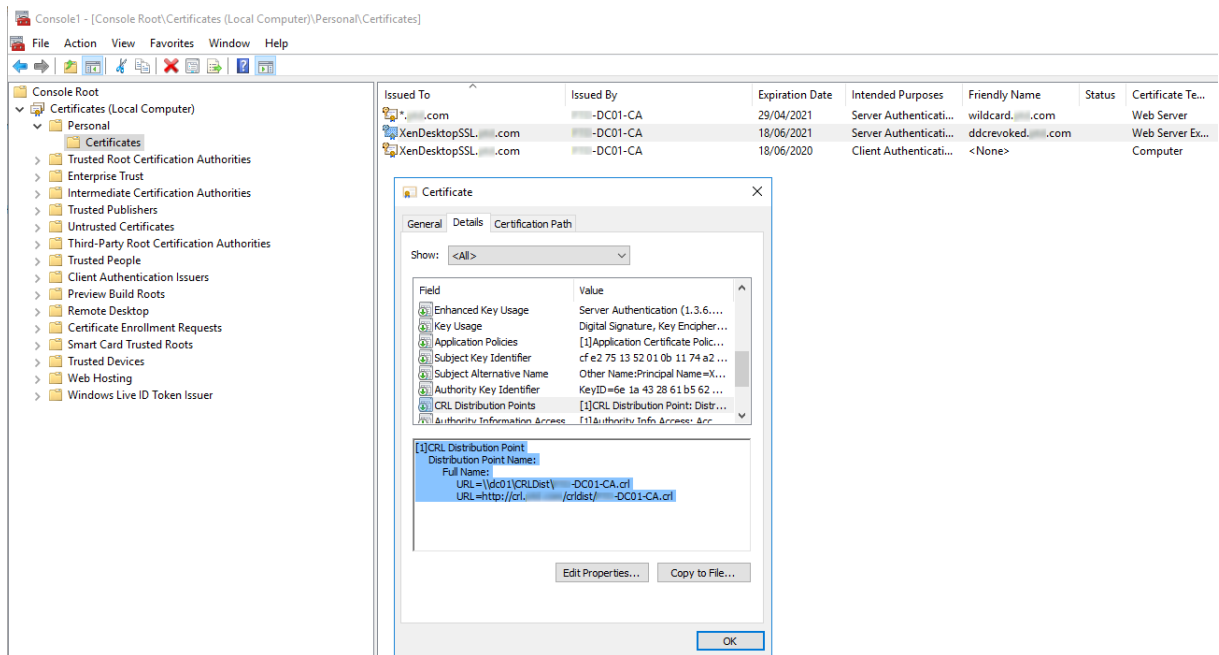 Console1 - [Console Root\Certificates (Local Computer)\Personal\Certificates]
File Action View Favorites Window Help
Console Root
Certificates (Local Computer)
Personal
Certificates
Trusted Root Certification Authorities
Enterprise Trust
Intermediate Certification Authorities
Trusted Publishers
Untrusted Certificates
Third-Party Root Certification Authorities
Trusted People
Client Authentication Issuers
Preview Build Roots
Remote Desktop
Certificate Enrollment Requests
Smart Card Trusted Roots
Trusted Devices
Web Hosting
Windows Live ID Token Issuer
Issued To Issued By Expiration Date Intended Purposes Friendly Name Status Certificate Te...
*. .com -DC01-CA 29/04/2021 Server Authenticati... wildcard. .com Web Server
XenDesktopSSL. .com -DC01-CA 18/06/2021 Server Authenticati... ddcrevoked. .com Web Server Ex...
XenDesktopSSL. .com -DC01-CA 18/06/2020 Client Authenticati... <None> Computer
Certificate
General Details Certification Path
Show: <All>
Field Value
Enhanced Key Usage Server Authentication (1.3.6....
Key Usage Digital Signature, Key Encipher...
Application Policies [1]Application Certificate Polic...
Subject Key Identifier cf e2 75 13 52 01 0b 11 74 a2 ...
Subject Alternative Name Other Name:Principal Name=X...
Authority Key Identifier KeyID=6e 1a 43 28 61 b5 62 ...
CRL Distribution Points [1]CRL Distribution Point: Distr...
Authority Information Access [1]Authority Info Access: Acc...
[1]CRL Distribution Point
Distribution Point Name:
Full Name:
URL=\\dc01\CRLDist\ -DC01-CA.crl
URL=http://crl. /crldist/ -DC01-CA.crl
Edit Properties... Copy to File...
OK